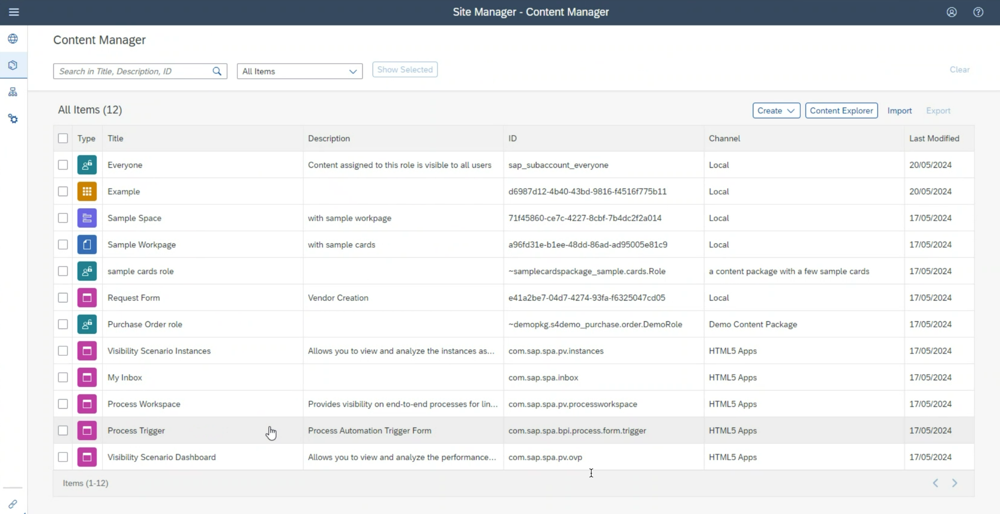 Site Manager - Content Manager
Content Manager
Search in Title, Description, ID
All Items
Show Selected
Clear
All Items (12)
Create
Content Explorer
Import
Export
Type Title Description ID Channel Last Modified
Everyone Content assigned to this role is visible to all users sap_subaccount_everyone Local 20/05/2024
Example d6987d12-4b40-43bd-9816-f4516f775b11 Local 20/05/2024
Sample Space with sample workpage 71f45860-ce7c-4227-8cbf-7b4dc2f2a014 Local 17/05/2024
Sample Workpage with sample cards a96fd31e-b1ee-48dd-86ad-ad95005e81c9 Local 17/05/2024
sample cards role ~samplecardspackage_sample.cards.Role a content package with a few sample cards 17/05/2024
Request Form Vendor Creation e41a2be7-04d7-4274-93fa-f6325047cd05 Local 17/05/2024
Purchase Order role ~demopkg.s4demo_purchase.order.DemoRole Demo Content Package 17/05/2024
Visibility Scenario Instances Allows you to view and analyze the instances as... com.sap.spa.pv.instances HTML5 Apps 17/05/2024
My Inbox com.sap.spa.inbox HTML5 Apps 17/05/2024
Process Workspace Provides visibility on end-to-end processes for lin... com.sap.spa.pv.processworkspace HTML5 Apps 17/05/2024
Process Trigger Process Automation Trigger Form com.sap.spa.bpi.process.form.trigger HTML5 Apps 17/05/2024
Visibility Scenario Dashboard Allows you to view and analyze the performance... com.sap.spa.pv.ovp HTML5 Apps 17/05/2024
Items (1-12)